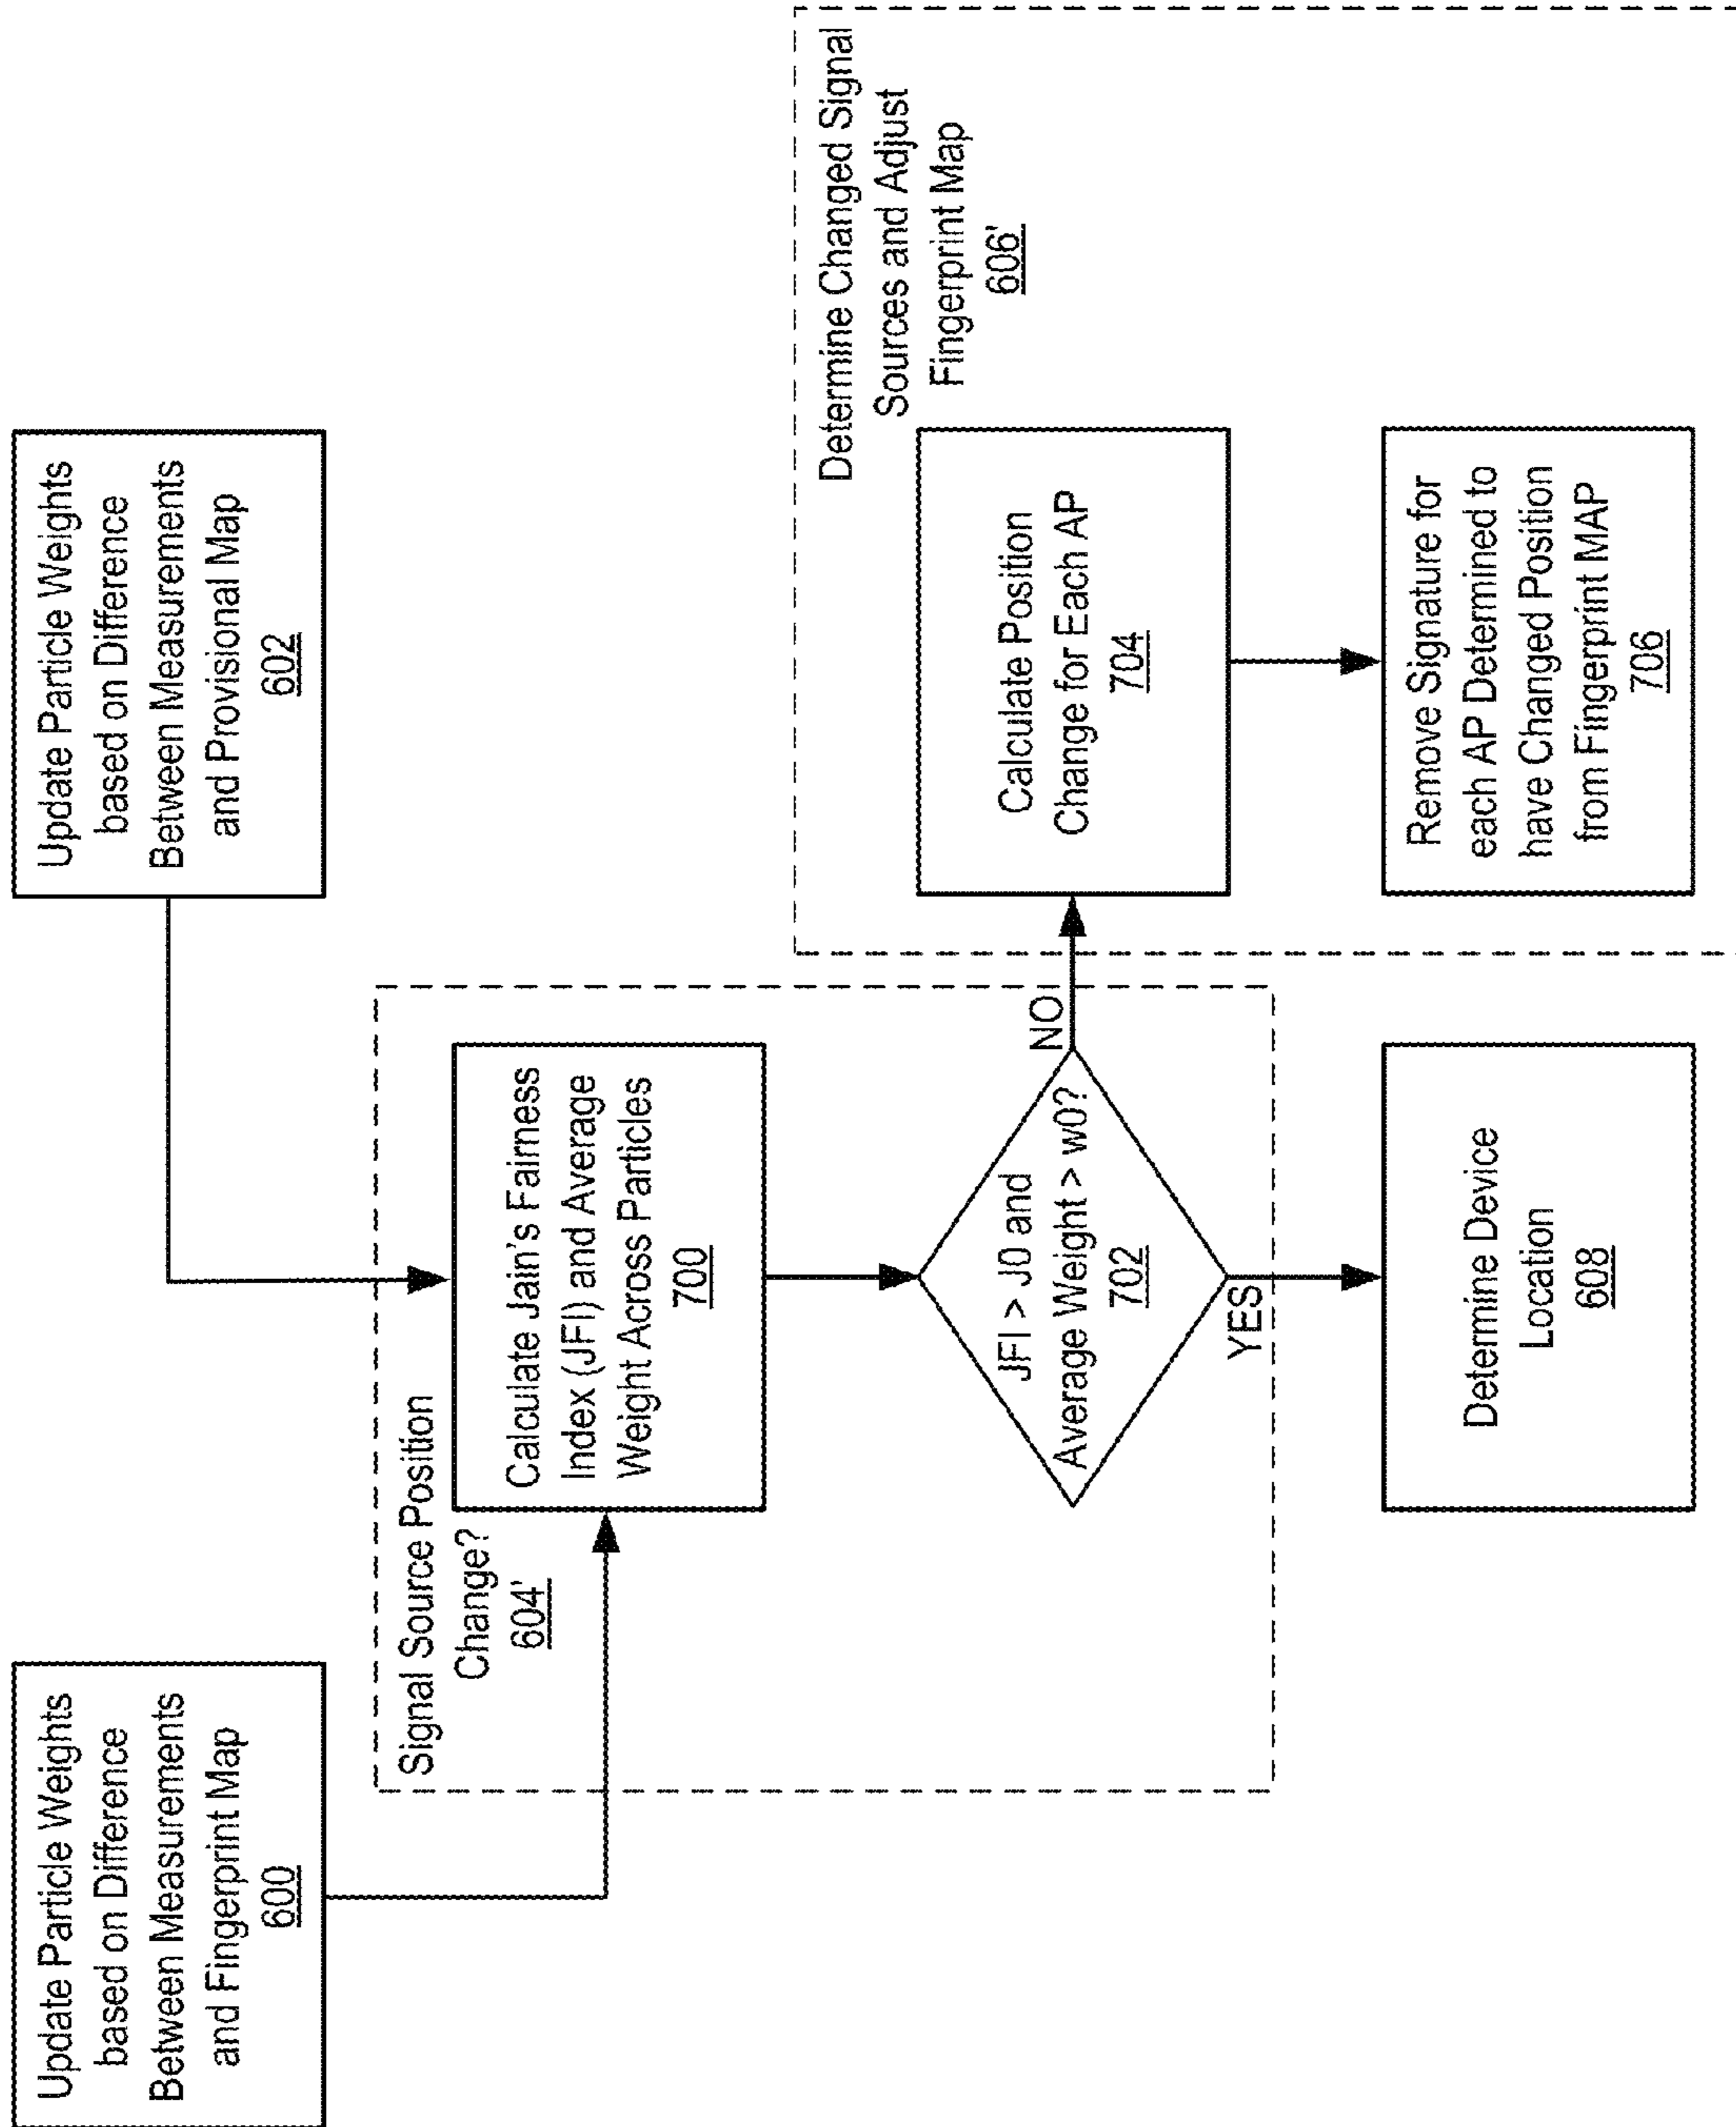 Update Particle Weights
based on Difference
Between Measurements
and Fingerprint Map
600
Update Particle Weights
based on Difference
Between Measurements
and Provisional Map
602
Signal Source Position
Change?
604'
Calculate Jain's Fairness
Index (JFI) and Average
Weight Across Particles
700
JFI > J0 and
Average Weight > w0?
702
NO
YES
Determine Device
Location
608
Determine Changed Signal
Sources and Adjust
Fingerprint Map
606'
Calculate Position
Change for Each AP
704
Remove Signature for
each AP Determined to
have Changed Position
from Fingerprint MAP
706